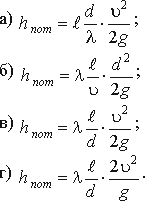 а) h_пот = ℓ d/λ · υ²/2g ;
б) h_пот = λ ℓ/υ · d²/2g ;
в) h_пот = λ ℓ/d · υ²/2g ;
г) h_пот = λ ℓ/d · 2υ²/g .